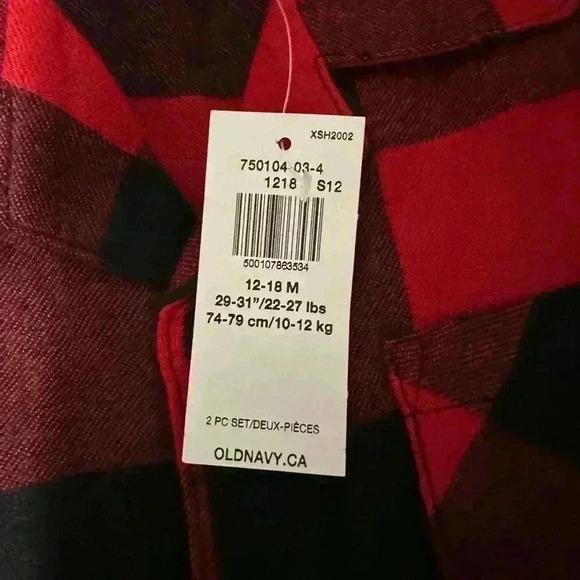 XSH2002
750104-03-4
1218 S12
500107863534
12-18 M
29-31"/22-27 lbs
74-79 cm/10-12 kg
2 PC SET/DEUX-PIÈCES
OLDNAVY.CA